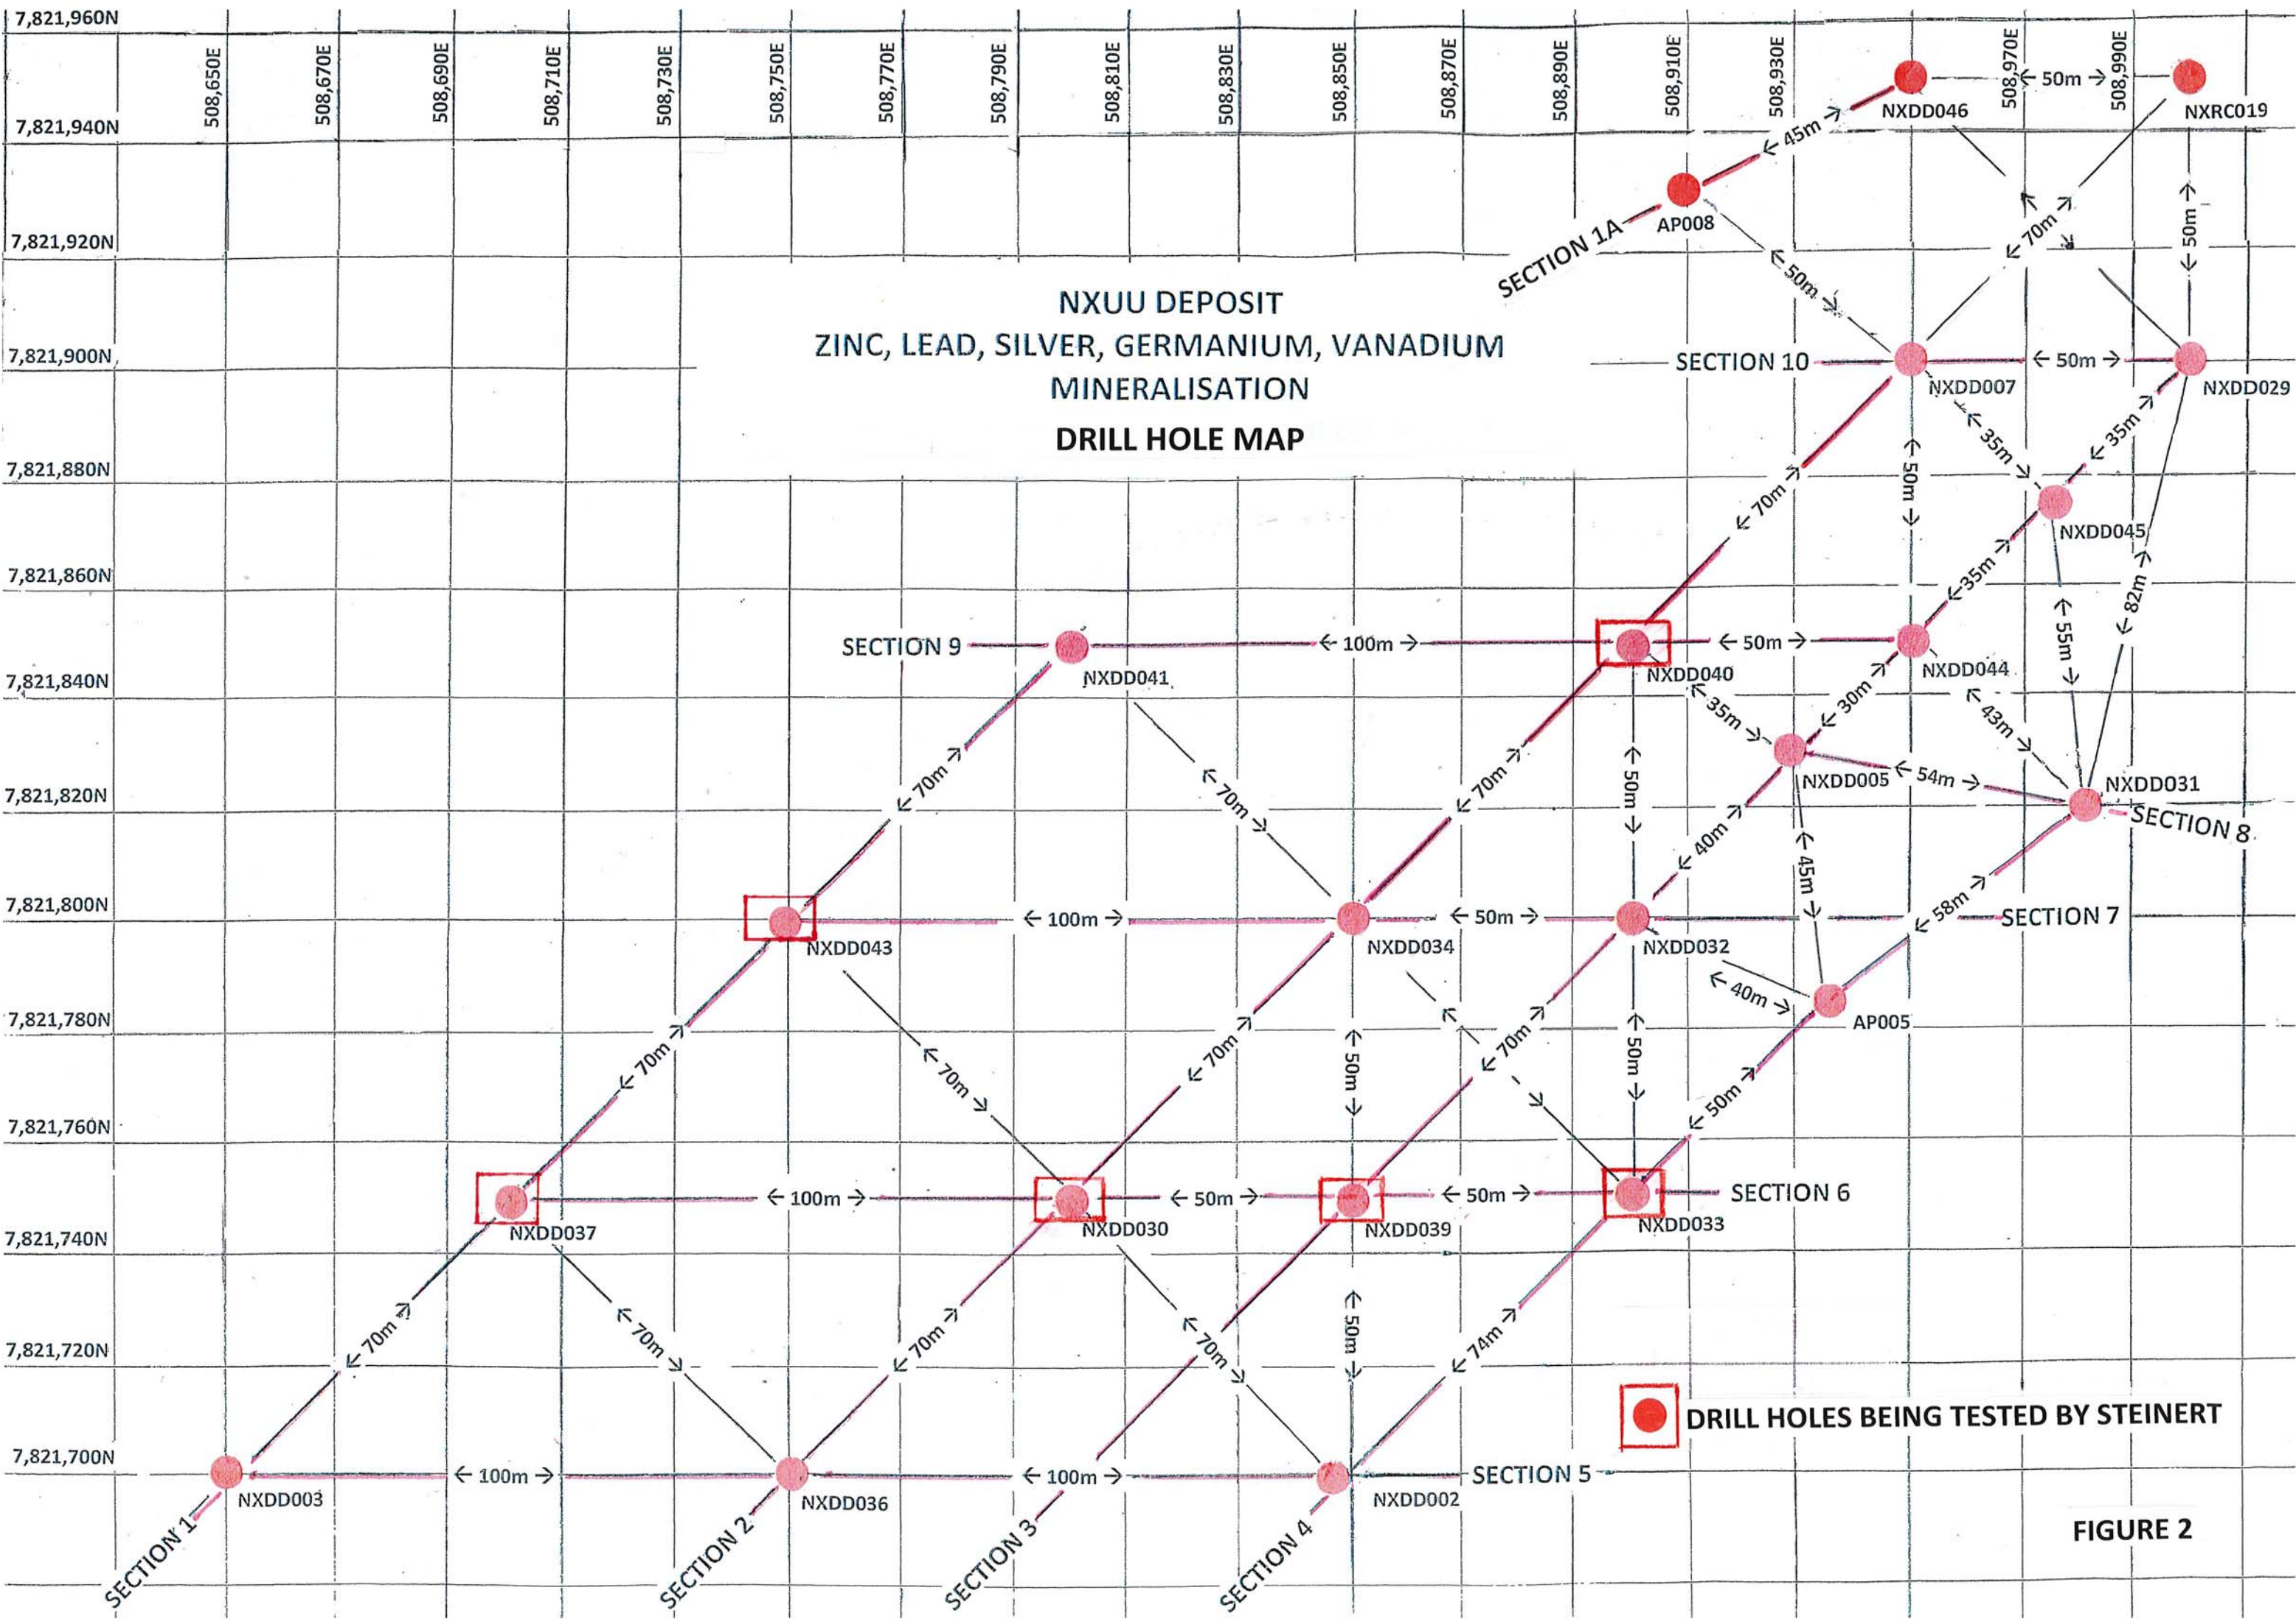 7,821,960N
508,650E
508,670E
508,690E
508,710E
508,730E
508,750E
508,770E
508,790E
508,810E
508,830E
508,850E
508,870E
508,890E
508,910E
508,930E
508,970E
508,990E
← 50m →
NXDD046
NXRC019
7,821,940N
← 45m →
AP008
SECTION 1A
← 70m →
← 50m →
7,821,920N
← 50m →
NXUU DEPOSIT
ZINC, LEAD, SILVER, GERMANIUM, VANADIUM
MINERALISATION
DRILL HOLE MAP
7,821,900N
SECTION 10
← 50m →
NXDD007
NXDD029
← 35m →
← 35m →
7,821,880N
← 50m →
← 70m →
NXDD045
7,821,860N
← 35m →
← 82m →
← 55m →
SECTION 9
← 100m →
← 50m →
NXDD041
NXDD040
NXDD044
7,821,840N
← 35m →
← 30m →
← 43m →
← 70m →
← 70m →
← 70m →
← 50m →
NXDD005
← 54m →
NXDD031
7,821,820N
SECTION 8
← 40m →
← 45m →
7,821,800N
← 100m →
← 50m →
← 58m →
SECTION 7
NXDD043
NXDD034
NXDD032
← 40m →
AP005
7,821,780N
← 70m →
← 70m →
← 70m →
← 50m →
← 70m →
← 50m →
← 50m →
7,821,760N
← 100m →
← 50m →
← 50m →
SECTION 6
NXDD037
NXDD030
NXDD039
NXDD033
7,821,740N
← 70m →
← 70m →
← 70m →
← 70m →
← 50m →
← 74m →
7,821,720N
DRILL HOLES BEING TESTED BY STEINERT
7,821,700N
← 100m →
← 100m →
SECTION 5
NXDD003
NXDD036
NXDD002
SECTION 1
SECTION 2
SECTION 3
SECTION 4
FIGURE 2